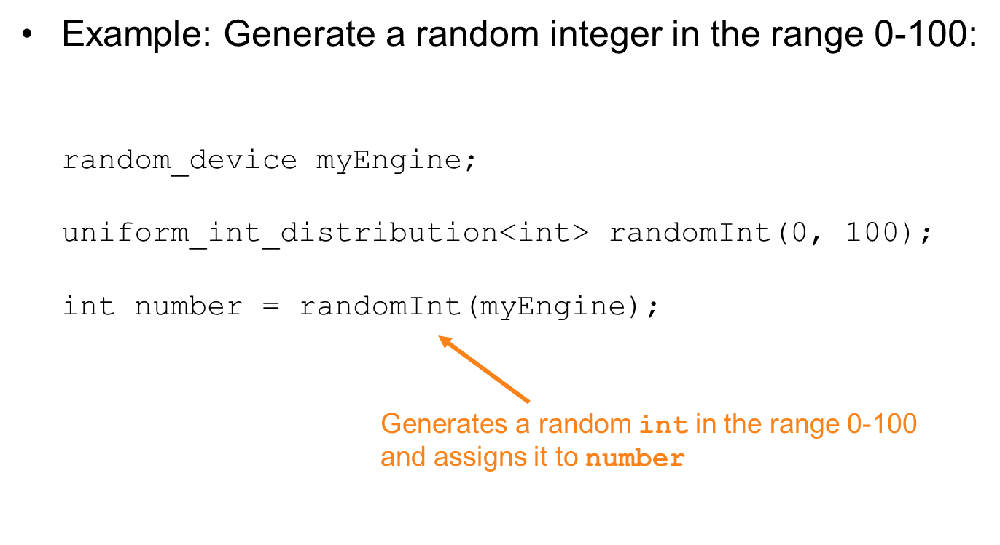 • Example: Generate a random integer in the range 0-100:
random_device myEngine;
uniform_int_distribution<int> randomInt(0, 100);
int number = randomInt(myEngine);
Generates a random int in the range 0-100
and assigns it to number